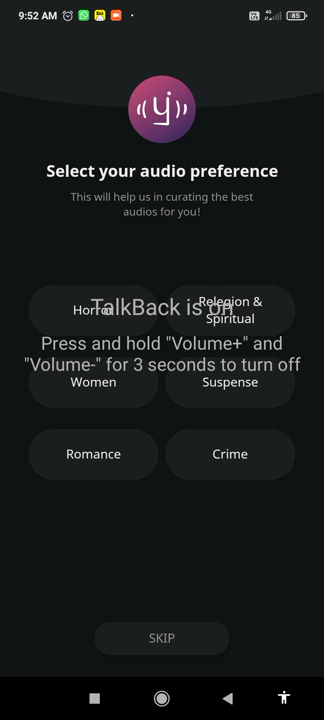 9:52 AM
4G
85
((y))
Select your audio preference
This will help us in curating the best
audios for you!
Horror
Relegion &
Spiritual
TalkBack is on
Press and hold "Volume+" and
"Volume-" for 3 seconds to turn off
Women
Suspense
Romance
Crime
SKIP